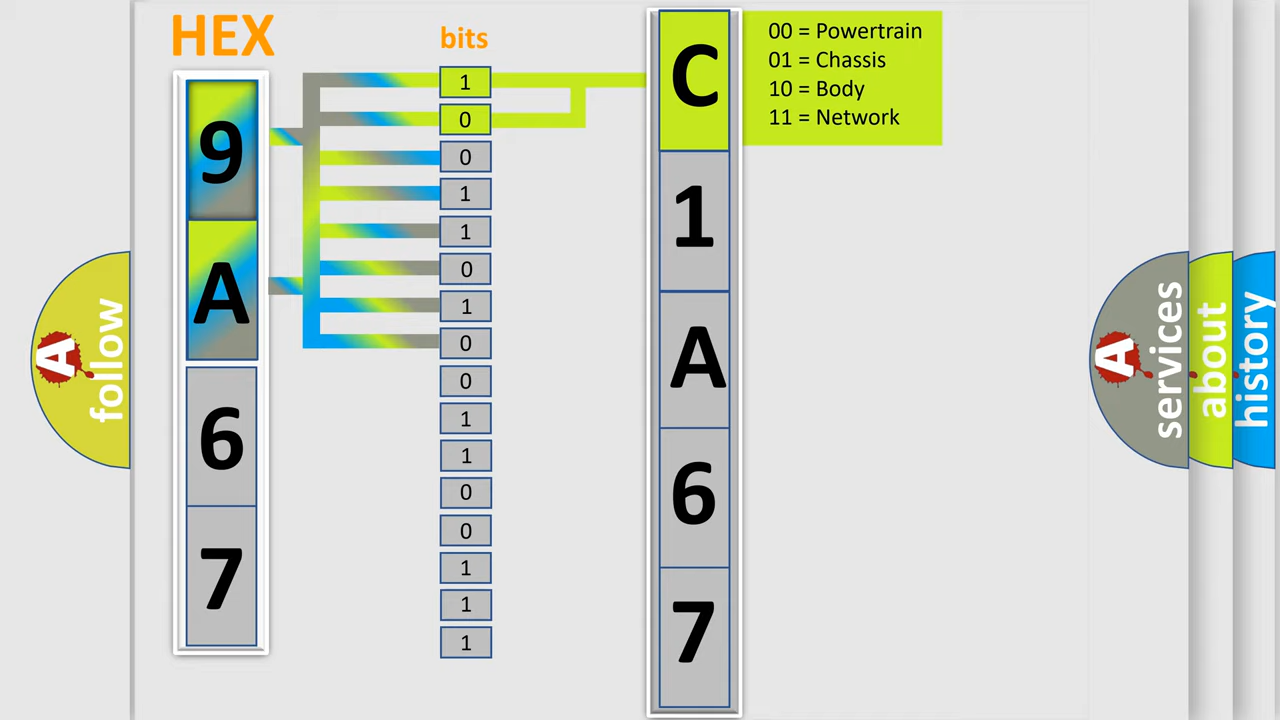 HEX
bits
9
A
6
7
1
0
0
1
1
0
1
0
0
1
1
0
0
1
1
1
C
1
A
6
7
00 = Powertrain
01 = Chassis
10 = Body
11 = Network
A
follow
A
services
about
history